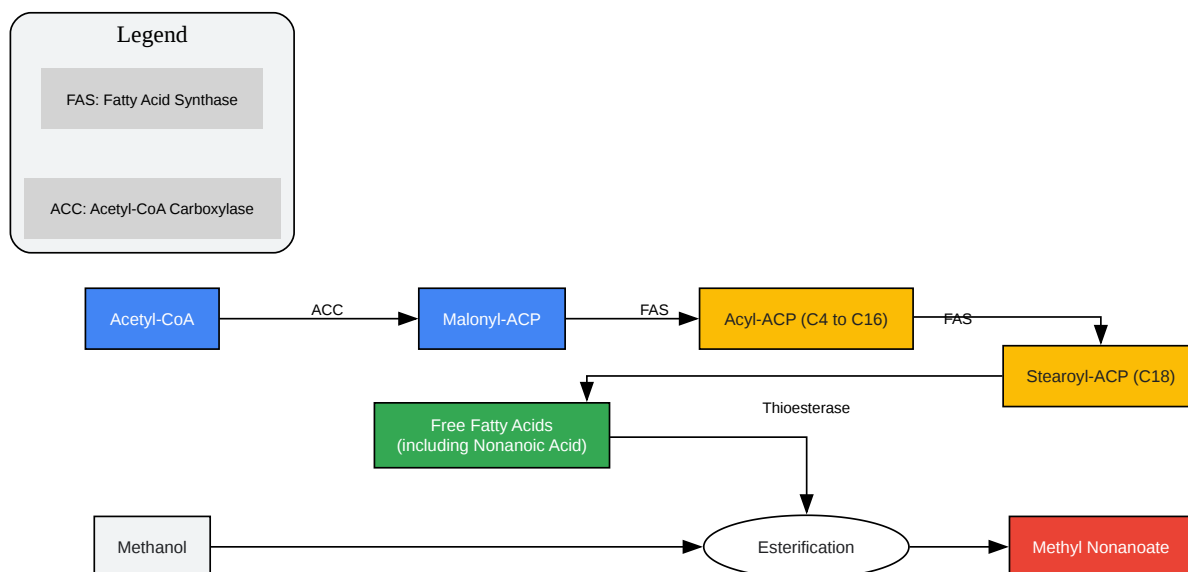 Legend
FAS: Fatty Acid Synthase
ACC: Acetyl-CoA Carboxylase
Acetyl-CoA
ACC
Malonyl-ACP
FAS
Acyl-ACP (C4 to C16)
FAS
Stearoyl-ACP (C18)
Thioesterase
Free Fatty Acids
(including Nonanoic Acid)
Methanol
Esterification
Methyl Nonanoate